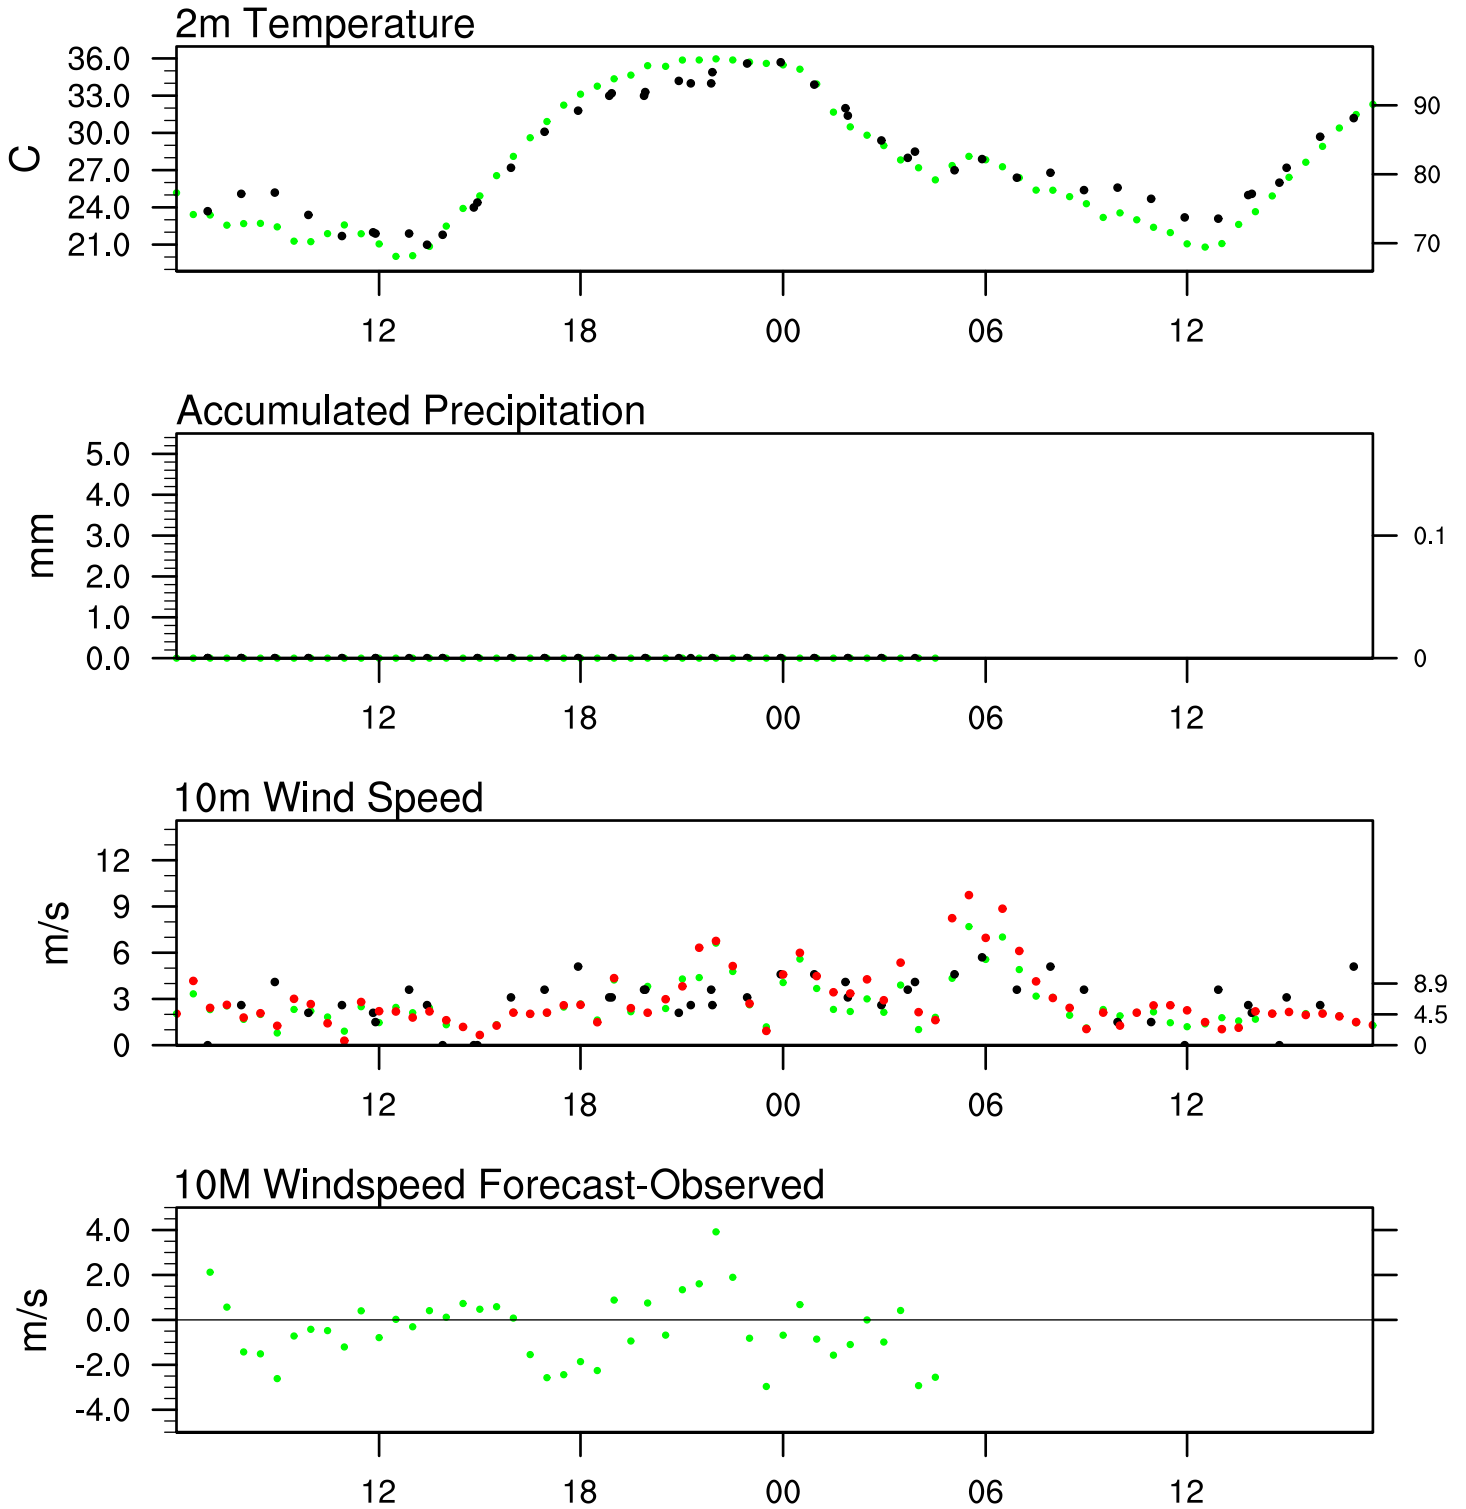 2m Temperature
36.0
33.0
30.0
27.0
24.0
21.0
C
90
80
70
12 18 00 06 12
Accumulated Precipitation
5.0
4.0
3.0
2.0
1.0
0.0
mm
0.1
0
12 18 00 06 12
10m Wind Speed
12
9
6
3
0
m/s
8.9
4.5
0
12 18 00 06 12
10M Windspeed Forecast-Observed
4.0
2.0
0.0
-2.0
-4.0
m/s
12 18 00 06 12